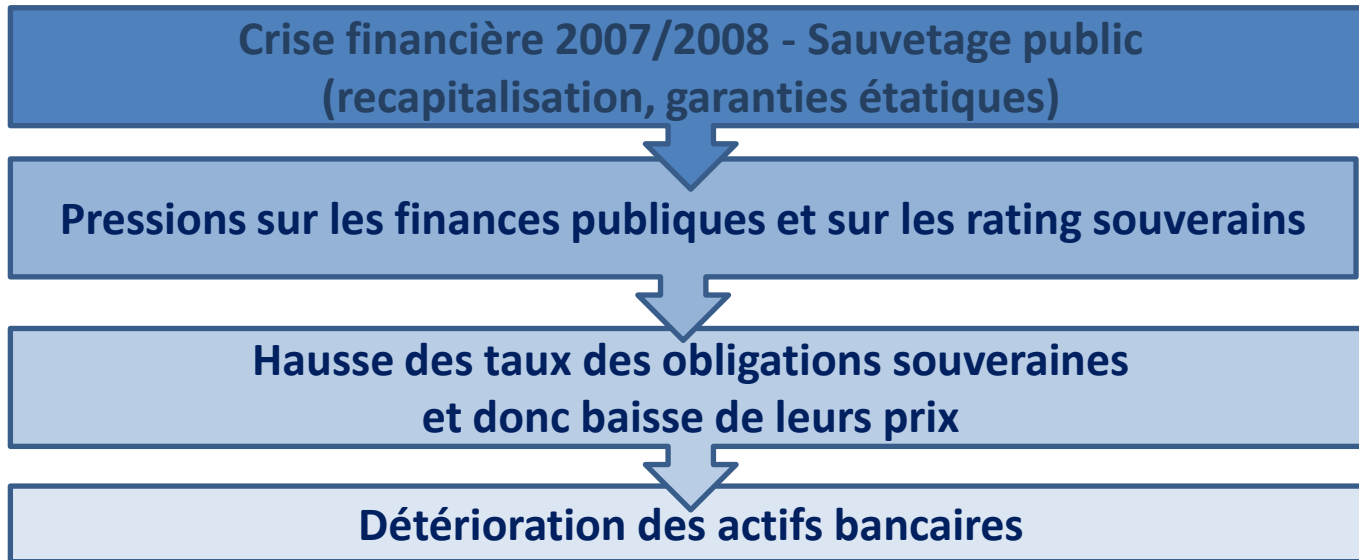 Crise financière 2007/2008 - Sauvetage public
(recapitalisation, garanties étatiques)
Pressions sur les finances publiques et sur les rating souverains
Hausse des taux des obligations souveraines
et donc baisse de leurs prix
Détérioration des actifs bancaires